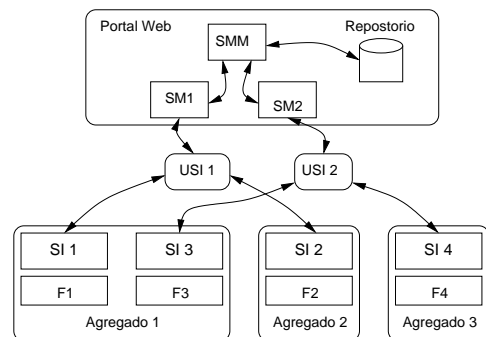 Portal Web
Repostorio
SMM
SM1
SM2
USI 1
USI 2
SI 1
SI 3
SI 2
SI 4
F1
F3
F2
F4
Agregado 1
Agregado 2
Agregado 3